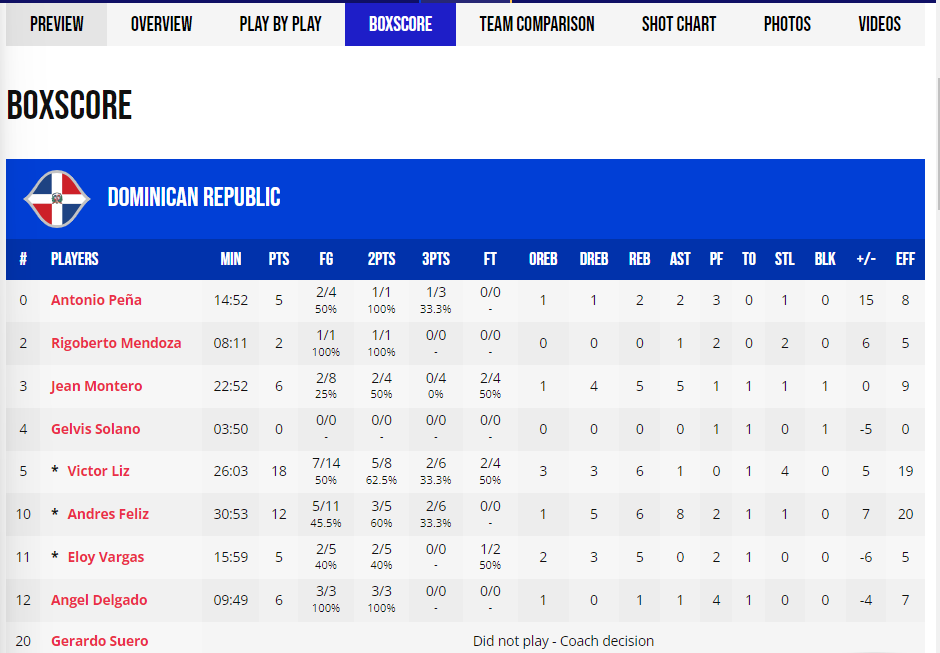 PREVIEW OVERVIEW PLAY BY PLAY BOXSCORE TEAM COMPARISON SHOT CHART PHOTOS VIDEOS
BOXSCORE
DOMINICAN REPUBLIC
# PLAYERS MIN PTS FG 2PTS 3PTS FT OREB DREB REB AST PF TO STL BLK +/- EFF
0 Antonio Peña 14:52 5 2/4 1/1 1/3 0/0 1 1 2 2 3 0 1 0 15 8
50% 100% 33.3% -
2 Rigoberto Mendoza 08:11 2 1/1 1/1 0/0 0/0 0 0 0 1 2 0 2 0 6 5
100% 100% - -
3 Jean Montero 22:52 6 2/8 2/4 0/4 2/4 1 4 5 5 1 1 1 1 0 9
25% 50% 0% 50%
4 Gelvis Solano 03:50 0 0/0 0/0 0/0 0/0 0 0 0 0 1 1 0 1 -5 0
- - - -
5 * Victor Liz 26:03 18 7/14 5/8 2/6 2/4 3 3 6 1 0 1 4 0 5 19
50% 62.5% 33.3% 50%
10 * Andres Feliz 30:53 12 5/11 3/5 2/6 0/0 1 5 6 8 2 1 1 0 7 20
45.5% 60% 33.3% -
11 * Eloy Vargas 15:59 5 2/5 2/5 0/0 1/2 2 3 5 0 2 1 0 0 -6 5
40% 40% - 50%
12 Angel Delgado 09:49 6 3/3 3/3 0/0 0/0 1 0 1 1 4 1 0 0 -4 7
100% 100% - -
20 Gerardo Suero Did not play - Coach decision